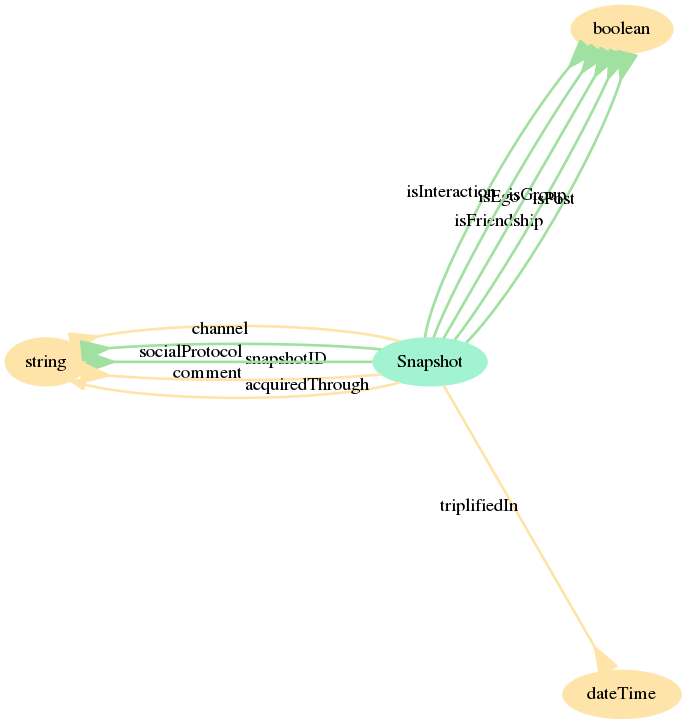 boolean
isInteraction
isEgo
isGroup
isPost
isFriendship
channel
socialProtocol
snapshotID
string
Snapshot
comment
acquiredThrough
triplifiedIn
dateTime